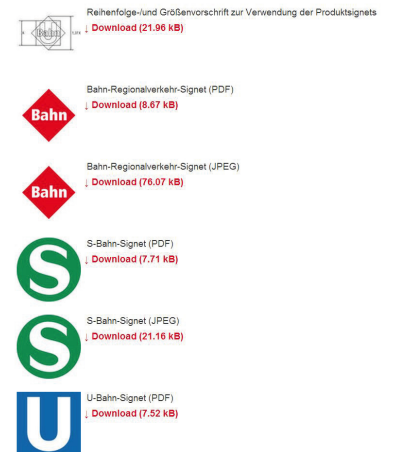 Reihenfolge-/und Größenvorschrift zur Verwendung der Produktsignets
↓ Download (21.96 kB)
Bahn
Bahn-Regionalverkehr-Signet (PDF)
↓ Download (8.67 kB)
Bahn
Bahn-Regionalverkehr-Signet (JPEG)
↓ Download (76.07 kB)
Bahn
S-Bahn-Signet (PDF)
↓ Download (7.71 kB)
S
S-Bahn-Signet (JPEG)
↓ Download (21.16 kB)
S
U-Bahn-Signet (PDF)
↓ Download (7.52 kB)
U